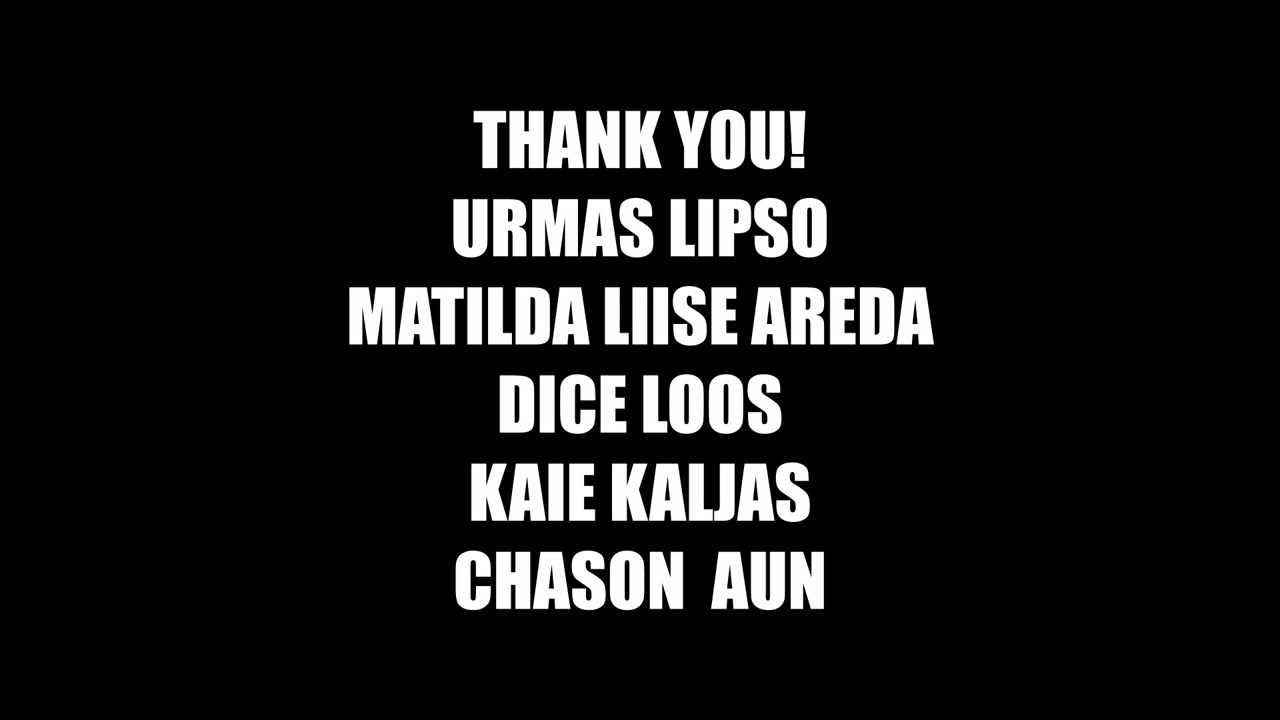 THANK YOU!
URMAS LIPSO
MATILDA LIISE AREDA
DICE LOOS
KAIE KALJAS
CHASON  AUN